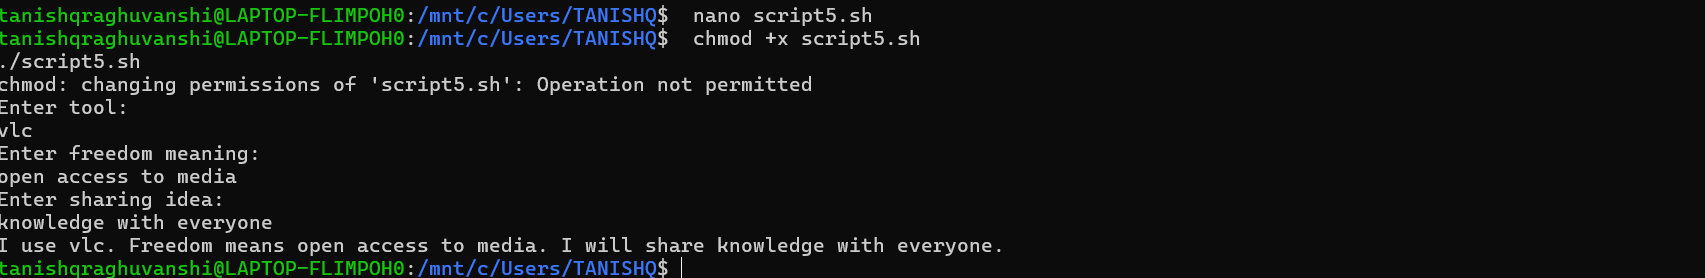 tanishqraghuvanshi@LAPTOP-FLIMPOH0:/mnt/c/Users/TANISHQ$  nano script5.sh
tanishqraghuvanshi@LAPTOP-FLIMPOH0:/mnt/c/Users/TANISHQ$  chmod +x script5.sh
./script5.sh
chmod: changing permissions of 'script5.sh': Operation not permitted
Enter tool:
vlc
Enter freedom meaning:
open access to media
Enter sharing idea:
knowledge with everyone
I use vlc. Freedom means open access to media. I will share knowledge with everyone.
tanishqraghuvanshi@LAPTOP-FLIMPOH0:/mnt/c/Users/TANISHQ$